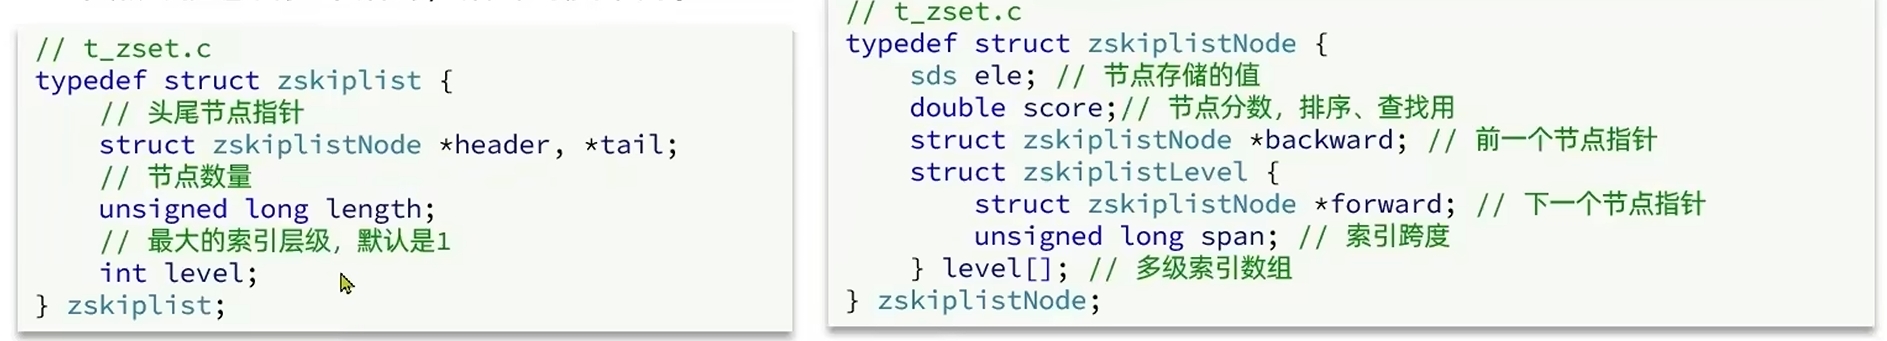 // t_zset.c
typedef struct zskiplist {
    // 头尾节点指针
    struct zskiplistNode *header, *tail;
    // 节点数量
    unsigned long length;
    // 最大的索引层级，默认是1
    int level;
} zskiplist;
// t_zset.c
typedef struct zskiplistNode {
    sds ele; // 节点存储的值
    double score;// 节点分数，排序、查找用
    struct zskiplistNode *backward; // 前一个节点指针
    struct zskiplistLevel {
        struct zskiplistNode *forward; // 下一个节点指针
        unsigned long span; // 索引跨度
    } level[]; // 多级索引数组
} zskiplistNode;